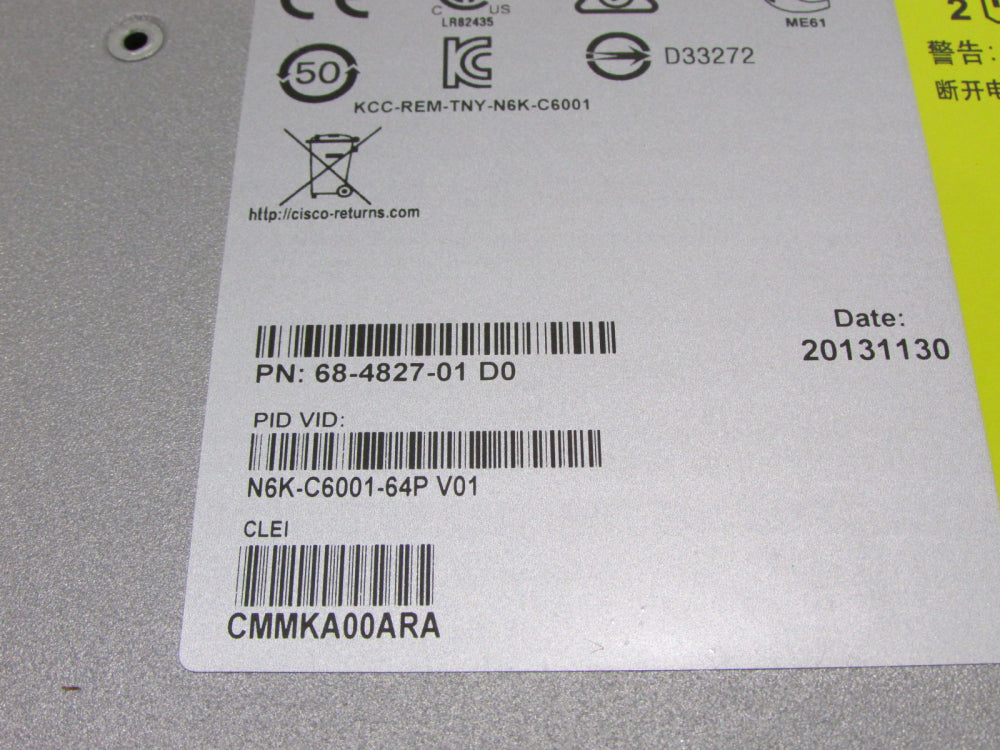 C US
LR82435
ME61
2
50
D33272
警告:
KCC-REM-TNY-N6K-C6001
断开电
http://cisco-returns.com
Date:
20131130
PN: 68-4827-01 D0
PID VID:
N6K-C6001-64P V01
CLEI
CMMKA00ARA